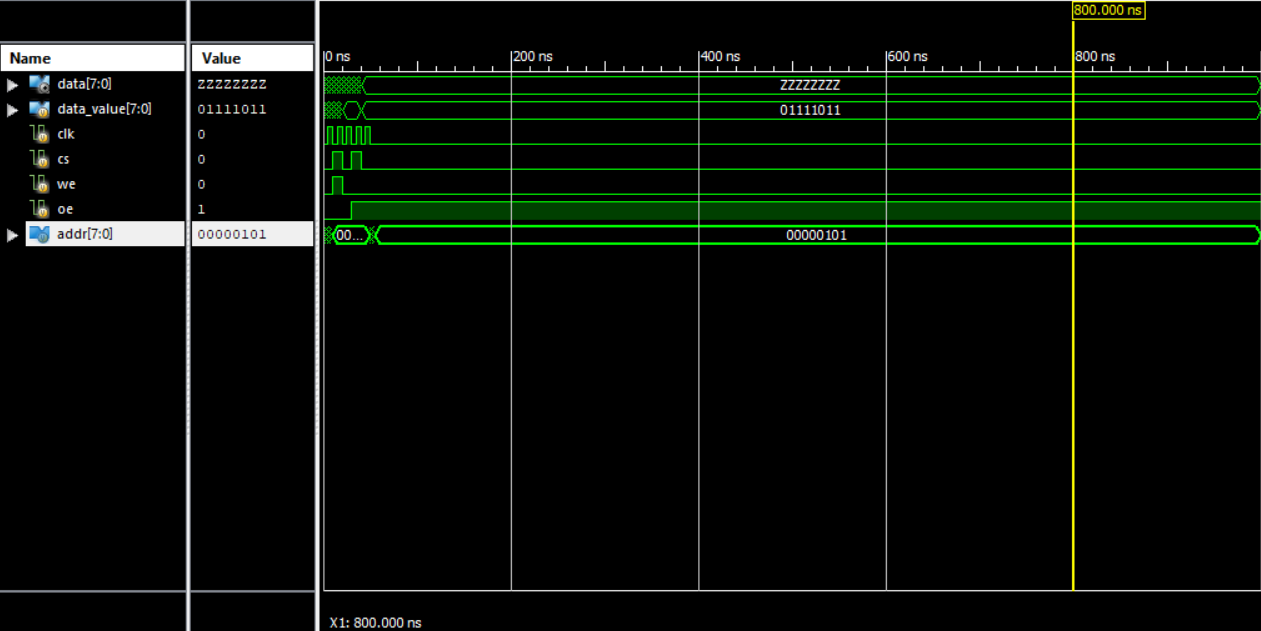 800.000 ns
Name Value
0 ns 200 ns 400 ns 600 ns 800 ns
data[7:0] ZZZZZZZZ ZZZZZZZZ
data_value[7:0] 01111011 01111011
clk 0
cs 0
we 0
oe 1
addr[7:0] 00000101 00... 00000101
X1: 800.000 ns